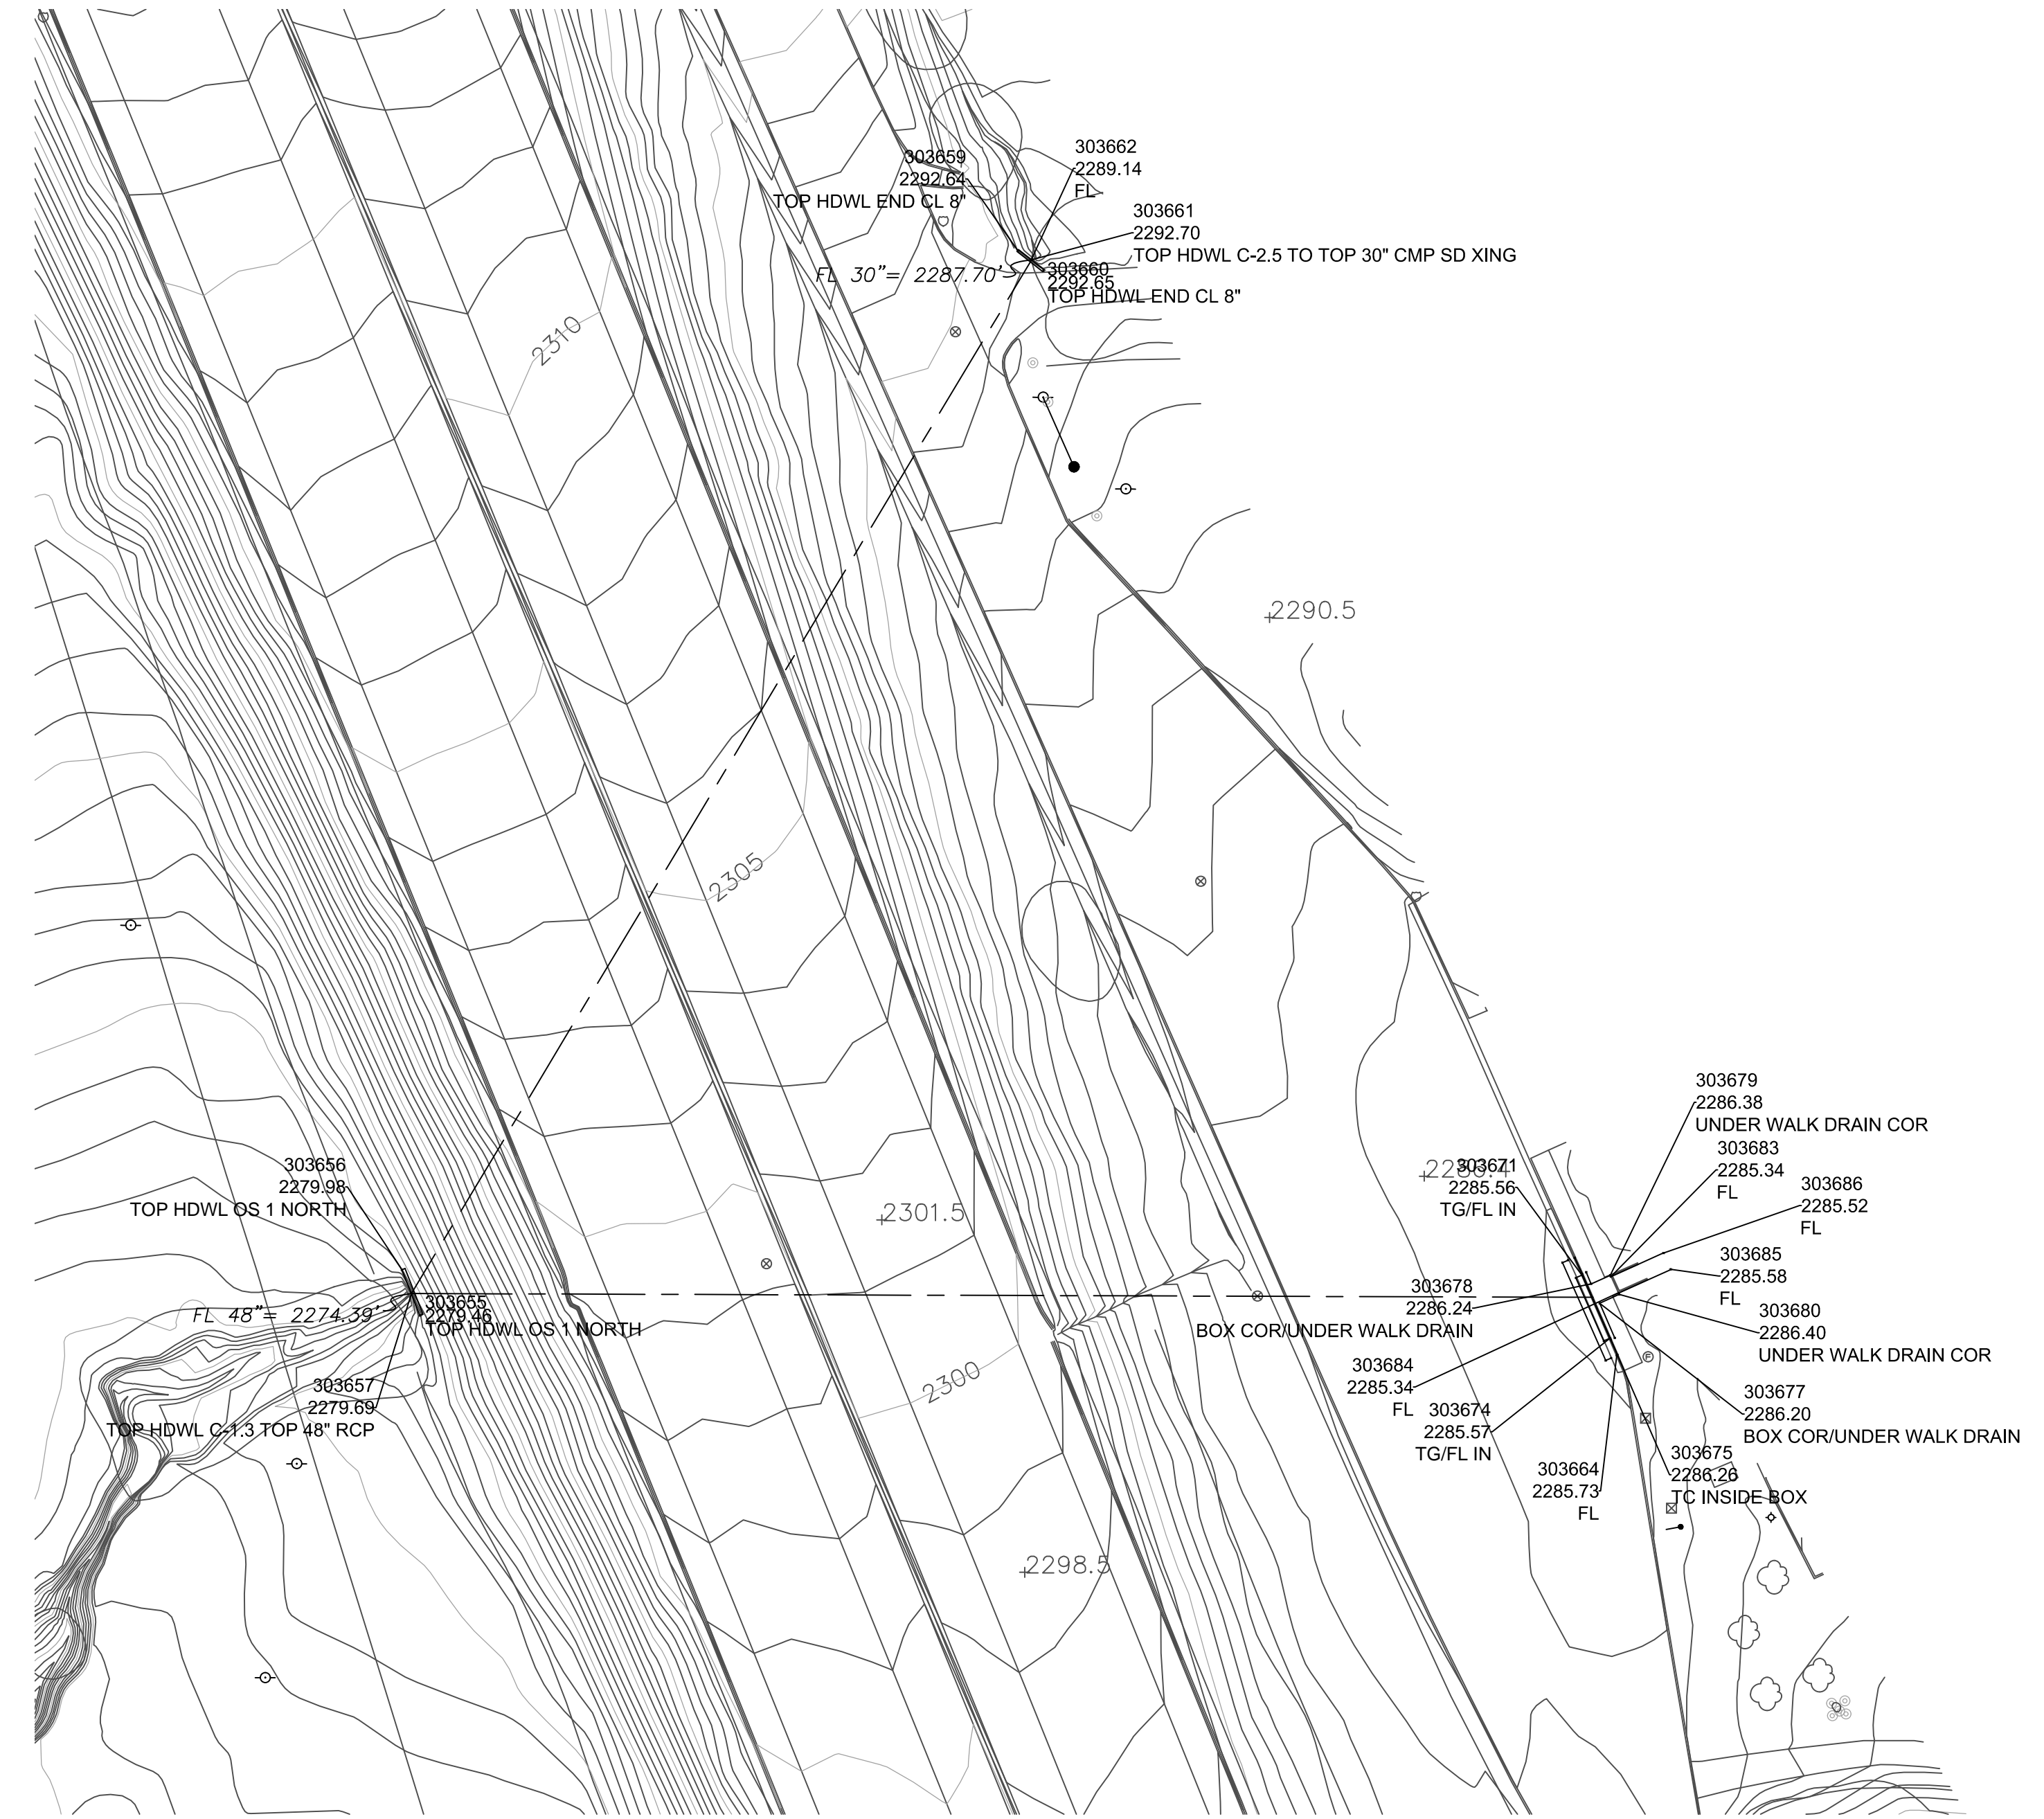 303662
2289.14
FL
303659
2292.64
TOP HDWL END CL 8"
303661
2292.70
TOP HDWL C-2.5 TO TOP 30" CMP SD XING
FL 30"= 2287.70'
303660
2292.65
TOP HDWL END CL 8"
2310
2290.5
2305
303679
2286.38
UNDER WALK DRAIN COR
303683
2285.34
FL
303671
2285.56
TG/FL IN
303686
2285.52
FL
303656
2279.98
TOP HDWL OS 1 NORTH
2301.5
303685
2285.58
FL
303678
2286.24
BOX COR/UNDER WALK DRAIN
FL 48"= 2274.39'
303655
2279.46
TOP HDWL OS 1 NORTH
303680
2286.40
UNDER WALK DRAIN COR
303684
2285.34
FL
303657
2279.69
TOP HDWL C-1.3 TOP 48" RCP
2300
303677
2286.20
BOX COR/UNDER WALK DRAIN
303674
2285.57
TG/FL IN
303675
2286.26
TC INSIDE BOX
303664
2285.73
FL
2298.5